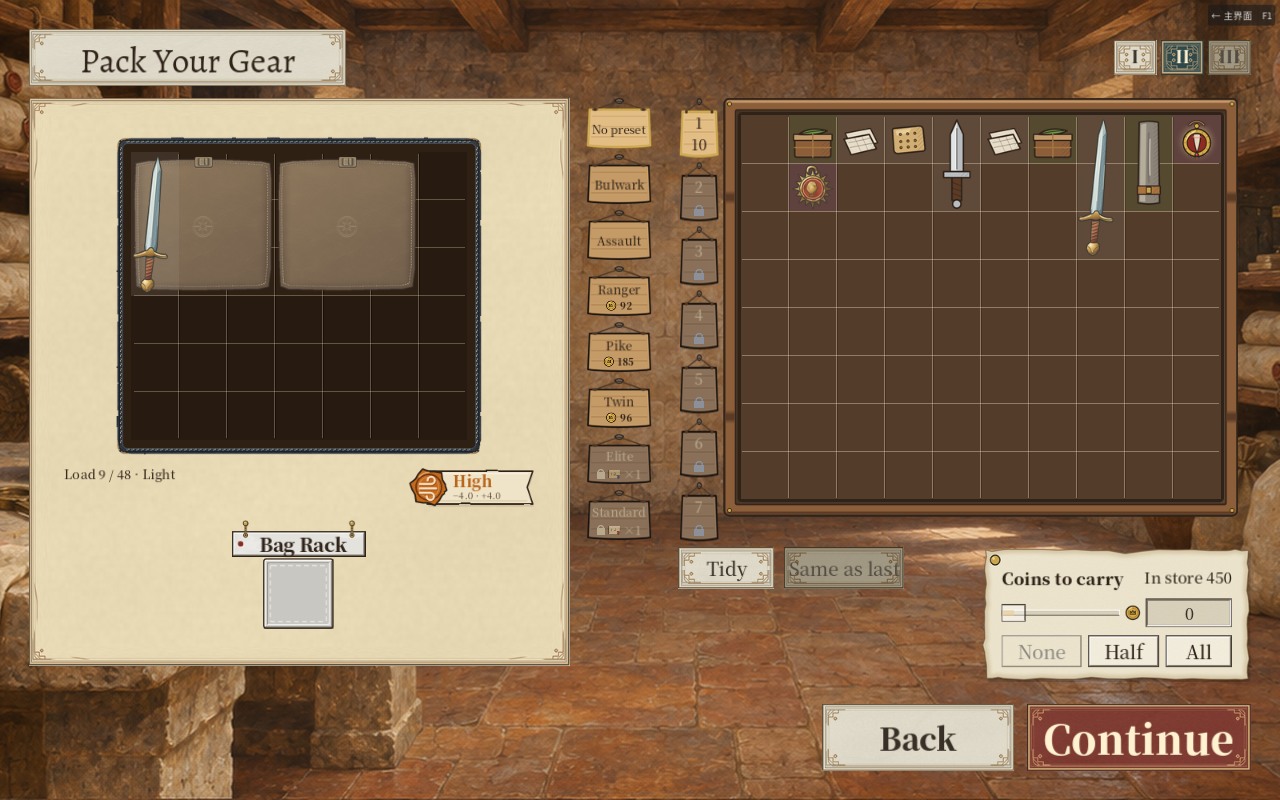 ← 主界面 F1
Pack Your Gear
I
II
III
No preset
Bulwark
Assault
Ranger
92
Pike
185
Twin
96
Elite
×1
Standard
×1
1
10
2
3
4
5
6
7
Load 9 / 48 · Light
High
−4.0 · +4.0
Bag Rack
Tidy
Same as last
Coins to carry
In store 450
0
None
Half
All
Back
Continue